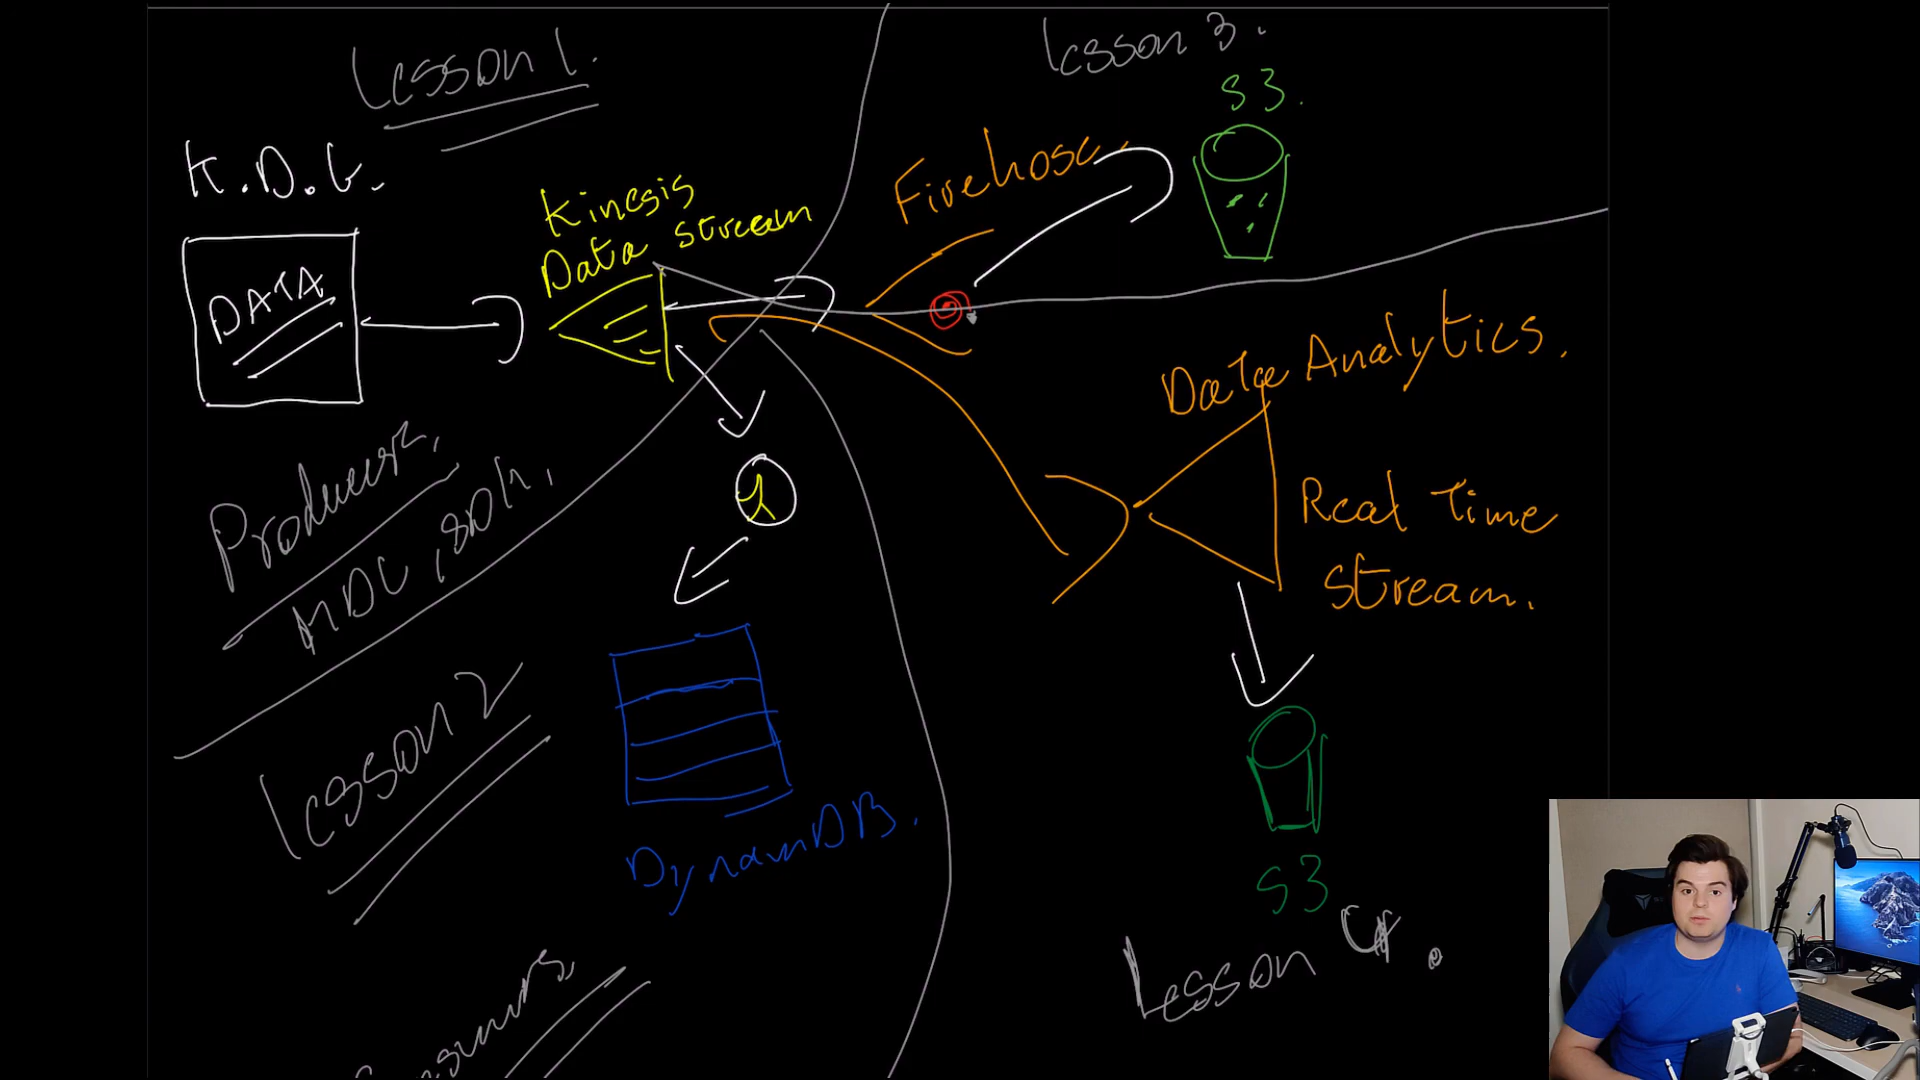 Lesson 1.
Lesson 3.
S3.
K.D.G.
Firehose
Kinesis
Data Stream
DATA
Data Analytics.
Real Time
Stream.
Producer.
λ
Lesson 2
DynamoDB.
S3
Lesson 4.